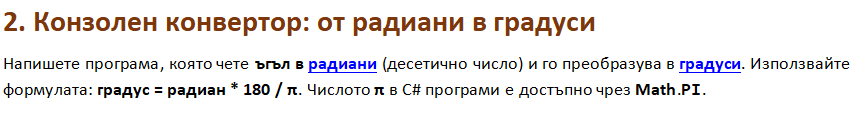 2. Конзолен конвертор: от радиани в градуси
Напишете програма, която чете ъгъл в радиани (десетично число) и го преобразува в градуси. Използвайте
формулата: градус = радиан * 180 / π. Числото π в C# програми е достъпно чрез Math.PI.